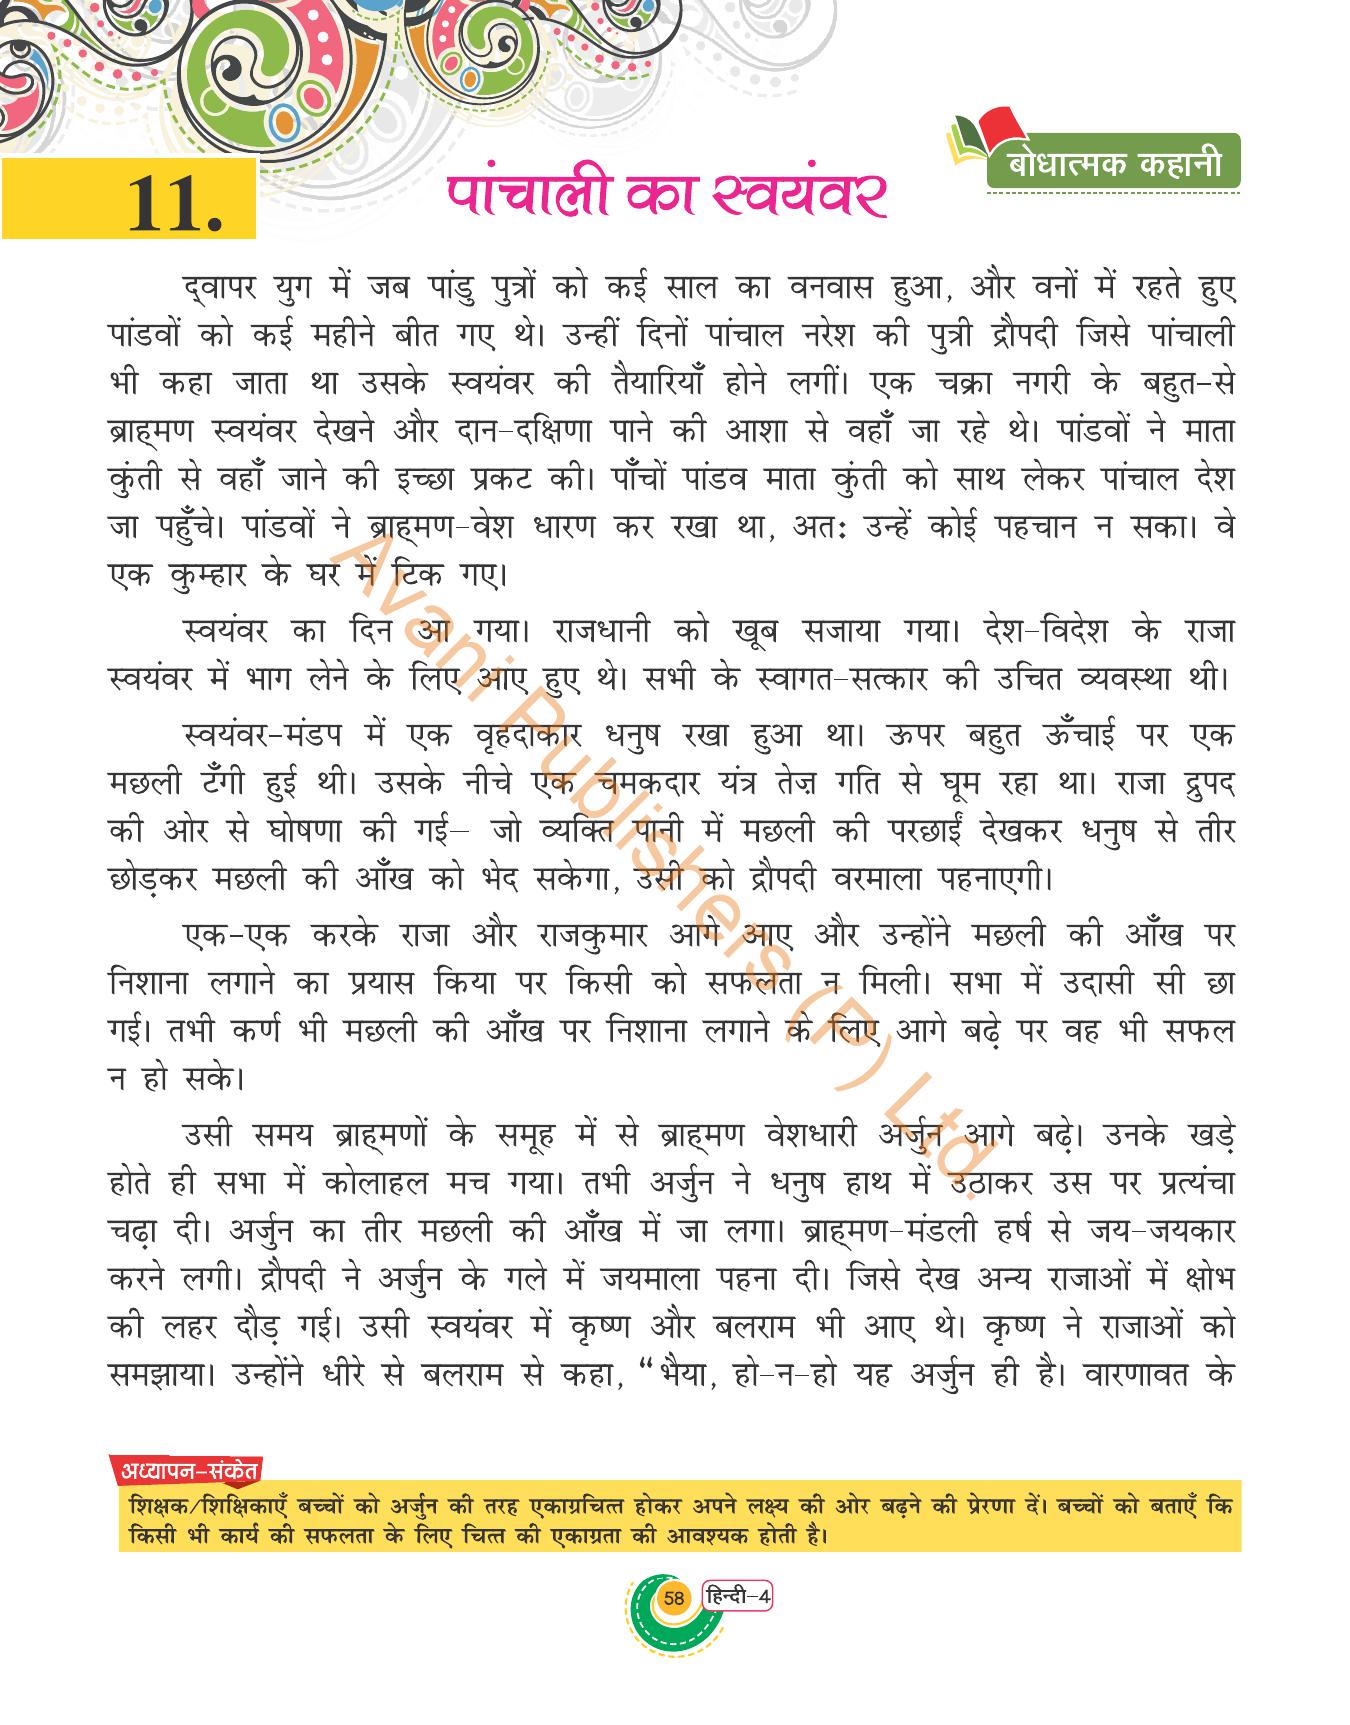 बोधात्मक कहानी
11.
पांचाली का स्वयंवर
द्‌वापर युग में जब पांडु पुत्रों को कई साल का वनवास हुआ, और वनों में रहते हुए
पांडवों को कई महीने बीत गए थे। उन्हीं दिनों पांचाल नरेश की पुत्री द्रौपदी जिसे पांचाली
भी कहा जाता था उसके स्वयंवर की तैयारियाँ होने लगीं। एक चक्रा नगरी के बहुत-से
ब्राह्‌मण स्वयंवर देखने और दान-दक्षिणा पाने की आशा से वहाँ जा रहे थे। पांडवों ने माता
कुंती से वहाँ जाने की इच्छा प्रकट की। पाँचों पांडव माता कुंती को साथ लेकर पांचाल देश
जा पहुँचे। पांडवों ने ब्राह्‌मण-वेश धारण कर रखा था, अतः उन्हें कोई पहचान न सका। वे
एक कुम्हार के घर में टिक गए।
स्वयंवर का दिन आ गया। राजधानी को खूब सजाया गया। देश-विदेश के राजा
स्वयंवर में भाग लेने के लिए आए हुए थे। सभी के स्वागत-सत्कार की उचित व्यवस्था थी।
स्वयंवर-मंडप में एक वृहदाकार धनुष रखा हुआ था। ऊपर बहुत ऊँचाई पर एक
मछली टँगी हुई थी। उसके नीचे एक चमकदार यंत्र तेज़ गति से घूम रहा था। राजा द्रुपद
की ओर से घोषणा की गई– जो व्यक्ति पानी में मछली की परछाईं देखकर धनुष से तीर
छोड़कर मछली की आँख को भेद सकेगा, उसी को द्रौपदी वरमाला पहनाएगी।
एक-एक करके राजा और राजकुमार आगे आए और उन्होंने मछली की आँख पर
निशाना लगाने का प्रयास किया पर किसी को सफलता न मिली। सभा में उदासी सी छा
गई। तभी कर्ण भी मछली की आँख पर निशाना लगाने के लिए आगे बढ़े पर वह भी सफल
न हो सके।
उसी समय ब्राह्‌मणों के समूह में से ब्राह्‌मण वेशधारी अर्जुन आगे बढ़े। उनके खड़े
होते ही सभा में कोलाहल मच गया। तभी अर्जुन ने धनुष हाथ में उठाकर उस पर प्रत्यंचा
चढ़ा दी। अर्जुन का तीर मछली की आँख में जा लगा। ब्राह्‌मण-मंडली हर्ष से जय-जयकार
करने लगी। द्रौपदी ने अर्जुन के गले में जयमाला पहना दी। जिसे देख अन्य राजाओं में क्षोभ
की लहर दौड़ गई। उसी स्वयंवर में कृष्ण और बलराम भी आए थे। कृष्ण ने राजाओं को
समझाया। उन्होंने धीरे से बलराम से कहा, “भैया, हो-न-हो यह अर्जुन ही है। वारणावत के
Avani Publishers (P) Ltd.
अध्यापन-संकेत
शिक्षक/शिक्षिकाएँ बच्चों को अर्जुन की तरह एकाग्रचित्त होकर अपने लक्ष्य की ओर बढ़ने की प्रेरणा दें। बच्चों को बताएँ कि
किसी भी कार्य की सफलता के लिए चित्त की एकाग्रता की आवश्यक होती है।
58 हिन्दी-4